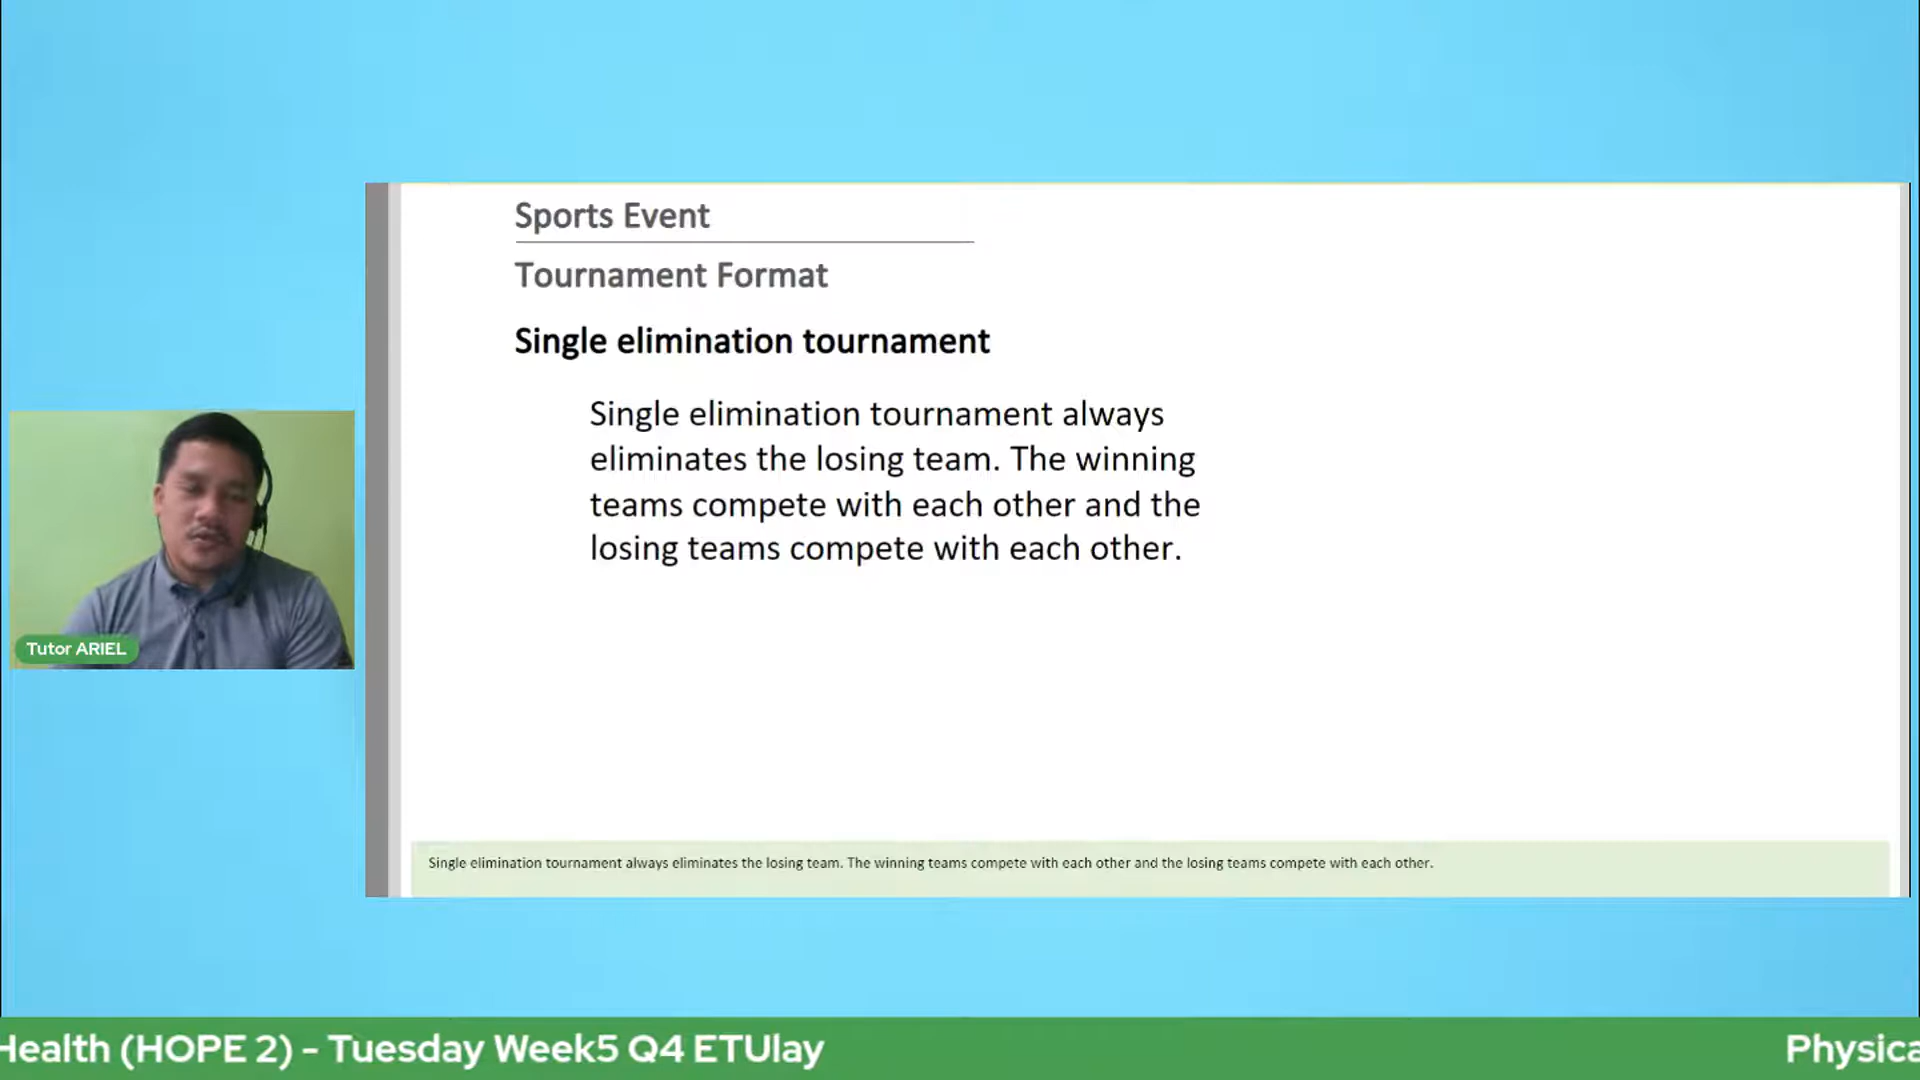 Sports Event
Tournament Format
Single elimination tournament
Single elimination tournament always
eliminates the losing team. The winning
teams compete with each other and the
losing teams compete with each other.
Tutor ARIEL
Single elimination tournament always eliminates the losing team. The winning teams compete with each other and the losing teams compete with each other.
Health (HOPE 2) - Tuesday Week5 Q4 ETUlay Physica